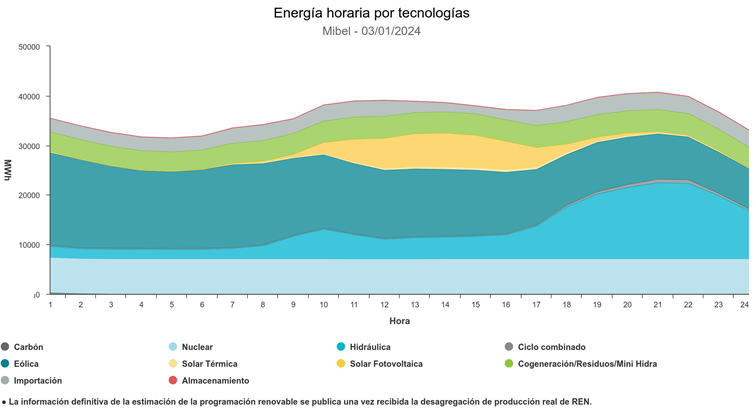 Energía horaria por tecnologías
Mibel - 03/01/2024
50000
40000
30000
20000
10000
0
MWh
1 2 3 4 5 6 7 8 9 10 11 12 13 14 15 16 17 18 19 20 21 22 23 24
Hora
Carbón Nuclear Hidráulica Ciclo combinado
Eólica Solar Térmica Solar Fotovoltaica Cogeneración/Residuos/Mini Hidra
Importación Almacenamiento
● La información definitiva de la estimación de la programación renovable se publica una vez recibida la desagregación de producción real de REN.